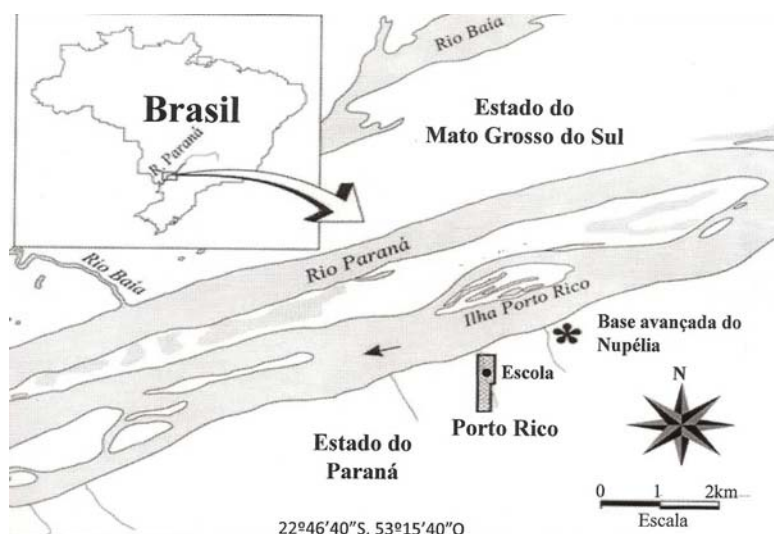 Rio Baía
Brasil
R. Paraná
Estado do
Mato Grosso do Sul
Rio Baía
Rio Paraná
Ilha Porto Rico
Base avançada do
Nupélia
Escola
N
Porto Rico
Estado do
Paraná
0 1 2km
Escala
22º46'40"S, 53º15'40"O